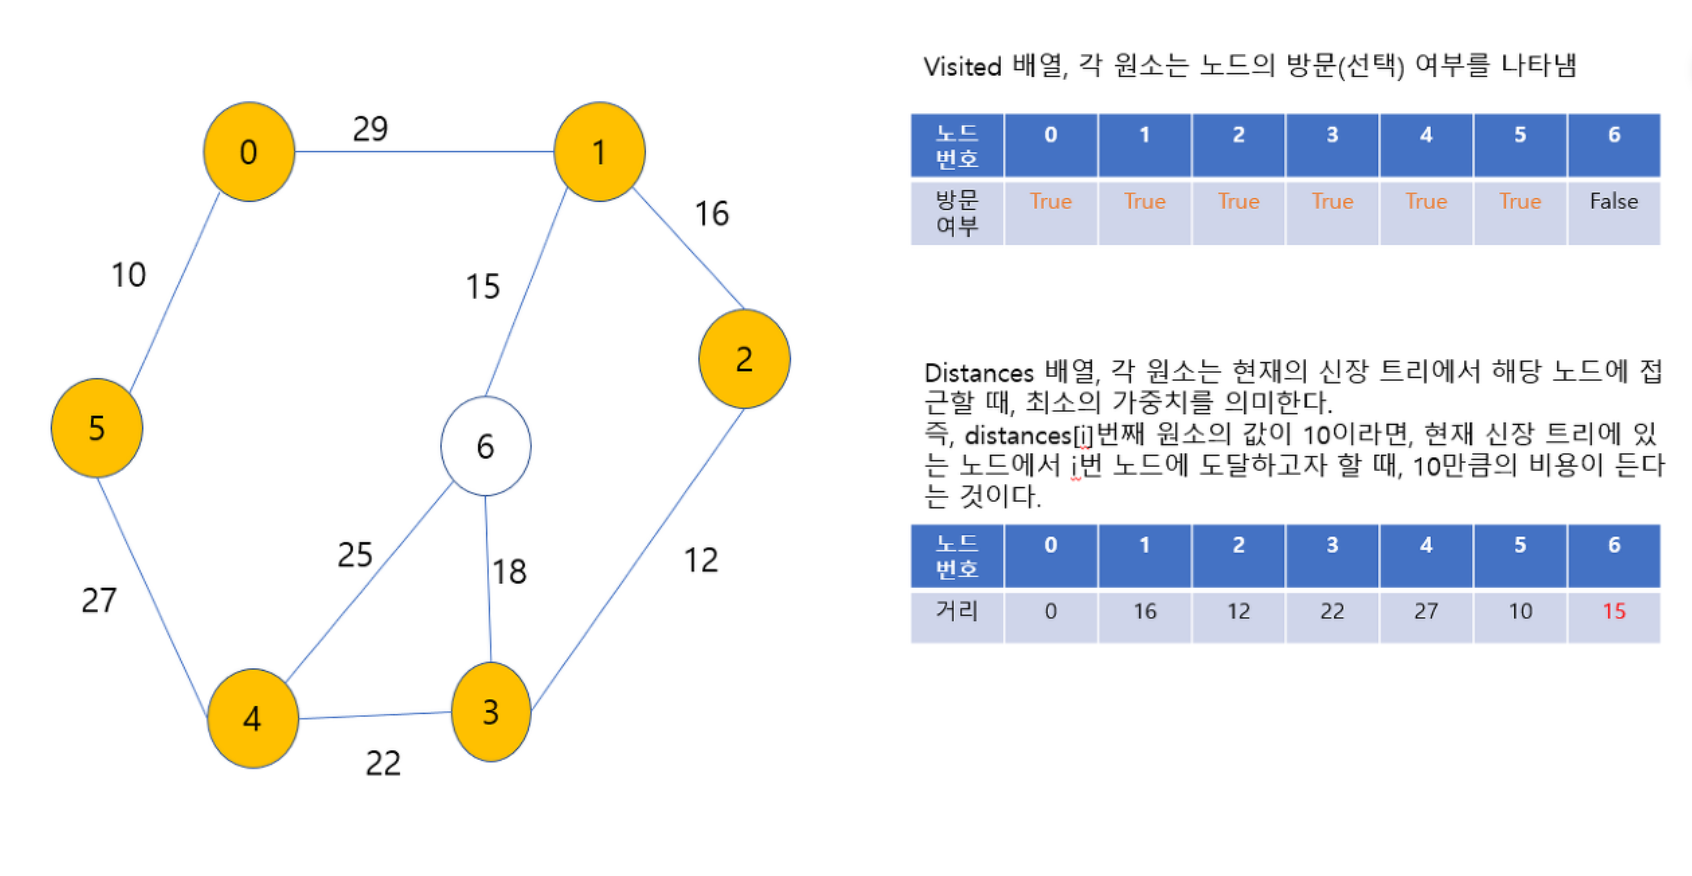 0
29
1
16
10
15
2
5
6
25
18
12
27
4
3
22
Visited 배열, 각 원소는 노드의 방문(선택) 여부를 나타냄
노드 0 1 2 3 4 5 6
번호
방문 True True True True True True False
여부
Distances 배열, 각 원소는 현재의 신장 트리에서 해당 노드에 접
근할 때, 최소의 가중치를 의미한다.
즉, distances[i]번째 원소의 값이 10이라면, 현재 신장 트리에 있
는 노드에서 i번 노드에 도달하고자 할 때, 10만큼의 비용이 든다
는 것이다.
노드 0 1 2 3 4 5 6
번호
거리 0 16 12 22 27 10 15